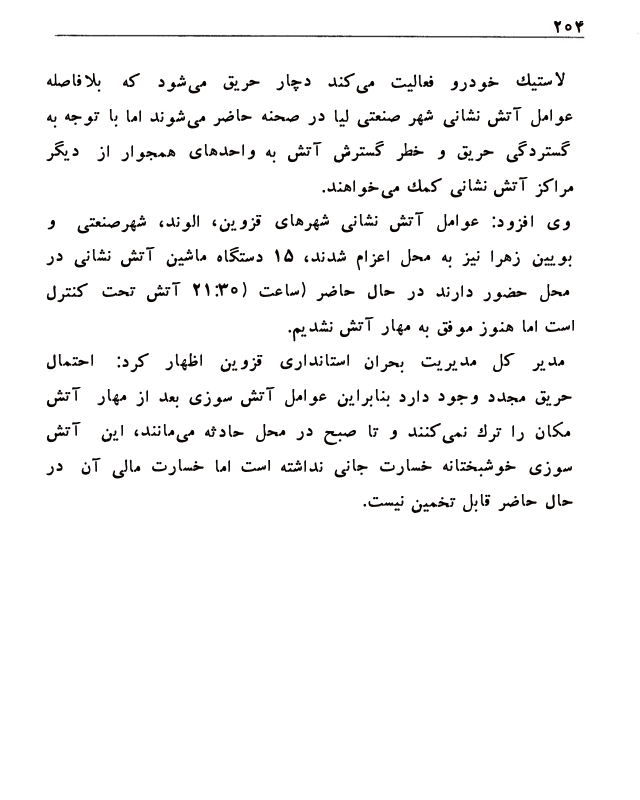 ۲۰۴
لاستیك خودرو فعالیت می‌کند دچار حریق می‌شود که بلافاصله
عوامل آتش نشانی شهر صنعتی لیا در صحنه حاضر می‌شوند اما با توجه به
گستردگی حریق و خطر گسترش آتش به واحدهای همجوار از دیگر
مراکز آتش نشانی کمك می‌خواهند.
وی افزود: عوامل آتش نشانی شهرهای قزوین، الوند، شهرصنعتی و
بویین زهرا نیز به محل اعزام شدند، ۱۵ دستگاه ماشین آتش نشانی در
محل حضور دارند در حال حاضر (ساعت (۲۱:۳۰ آتش تحت کنترل
است اما هنوز موفق به مهار آتش نشدیم.
مدیر کل مدیریت بحران استانداری قزوین اظهار کرد: احتمال
حریق مجدد وجود دارد بنابراین عوامل آتش سوزی بعد از مهار آتش
مکان را ترك نمی‌کنند و تا صبح در محل حادثه می‌مانند، این آتش
سوزی خوشبختانه خسارت جانی نداشته است اما خسارت مالی آن در
حال حاضر قابل تخمین نیست.